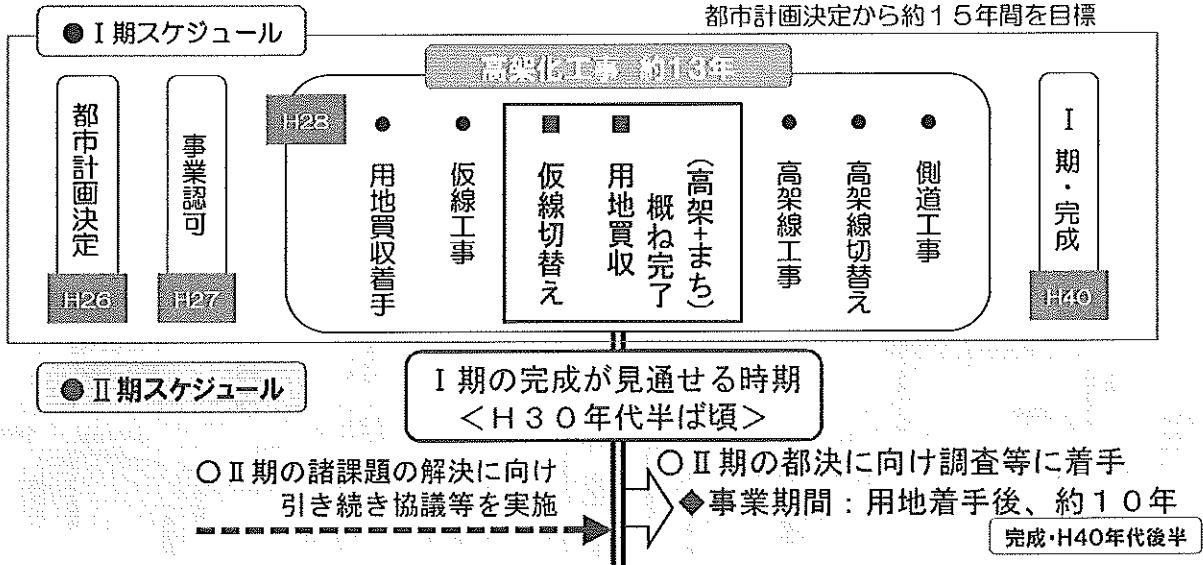 都市計画決定から約１５年間を目標
●Ⅰ期スケジュール
高架化工事 約13年
都市計画決定
H26
事業認可
H27
H28
●用地買収着手
●仮線工事
■仮線切替え
■用地買収
概ね完了
（高架+まち）
●高架線工事
●高架線切替え
●側道工事
Ⅰ期・完成
H40
●Ⅱ期スケジュール
Ⅰ期の完成が見通せる時期
＜Ｈ３０年代半ば頃＞
○Ⅱ期の諸課題の解決に向け
引き続き協議等を実施
○Ⅱ期の都決に向け調査等に着手
◆事業期間：用地着手後、約１０年
完成・H40年代後半